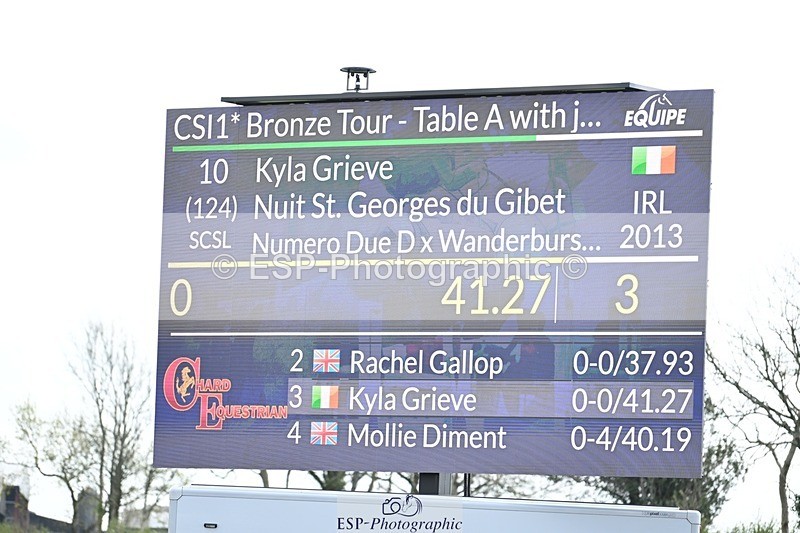 CSI1* Bronze Tour - Table A with j...
EQUIPE
10 Kyla Grieve
(124) Nuit St. Georges du Gibet IRL
SCSL Numero Due D x Wanderburs... 2013
© ESP-Photographic ©
0 41.27 3
2 Rachel Gallop 0-0/37.93
3 Kyla Grieve 0-0/41.27
4 Mollie Diment 0-4/40.19
CHARD
EQUESTRIAN
ESP-Photographic